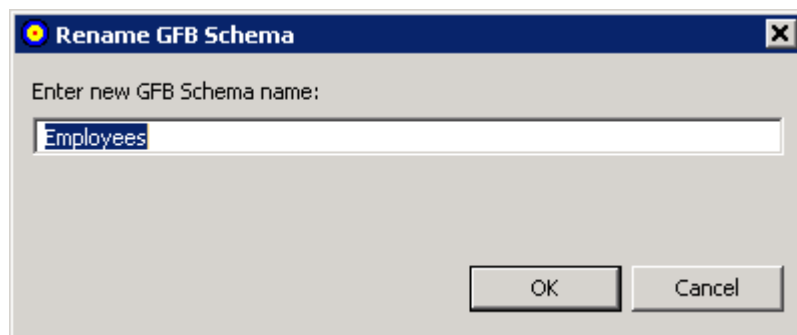 Rename GFB Schema
Enter new GFB Schema name:
Employees
OK Cancel